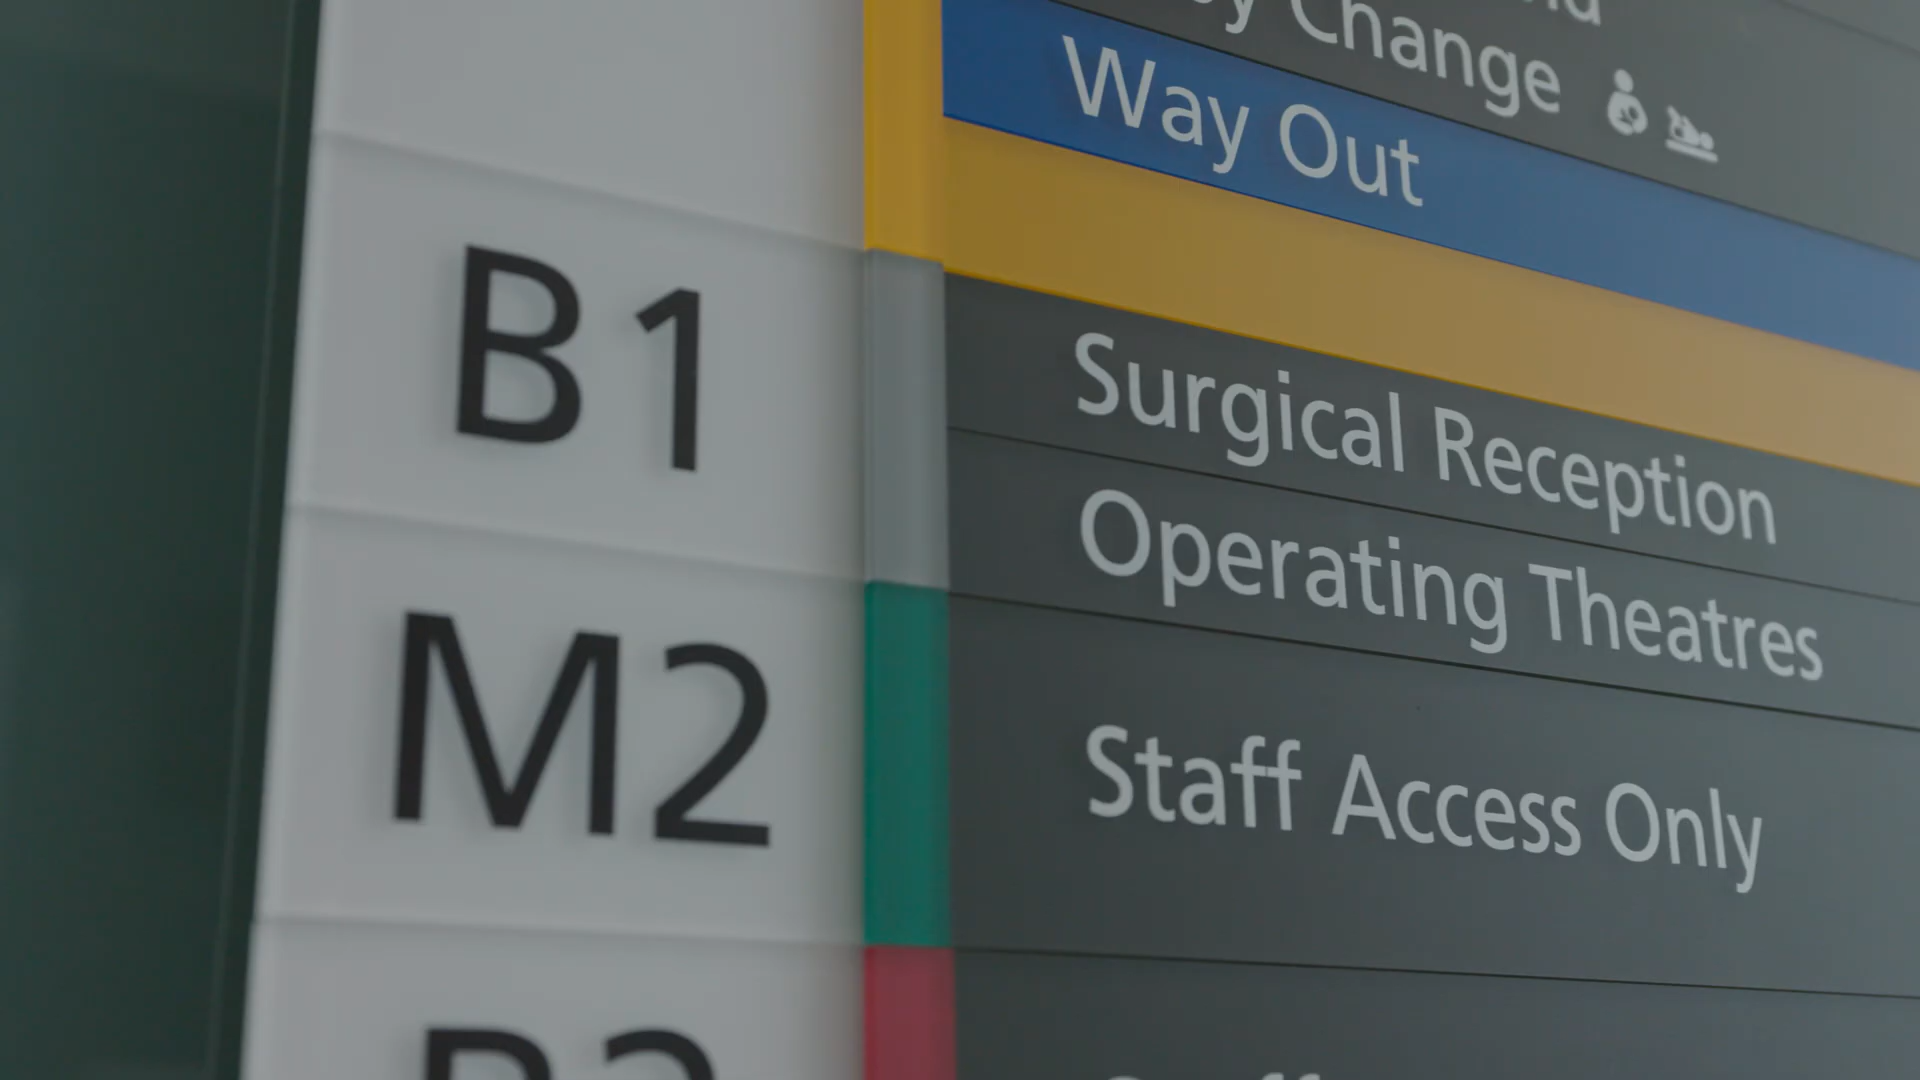 Change
Way Out
B1
Surgical Reception
Operating Theatres
M2
Staff Access Only